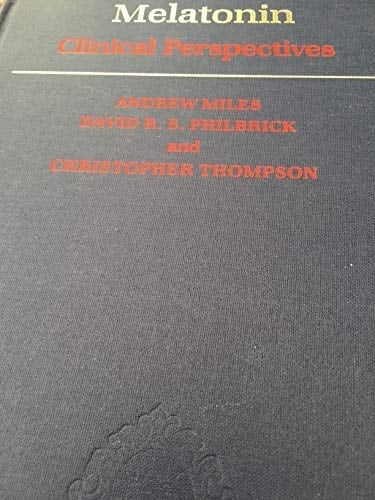 Melatonin
Clinical Perspectives
ANDREW MILES
DAVID R. S. PHILBRICK
and
CHRISTOPHER THOMPSON